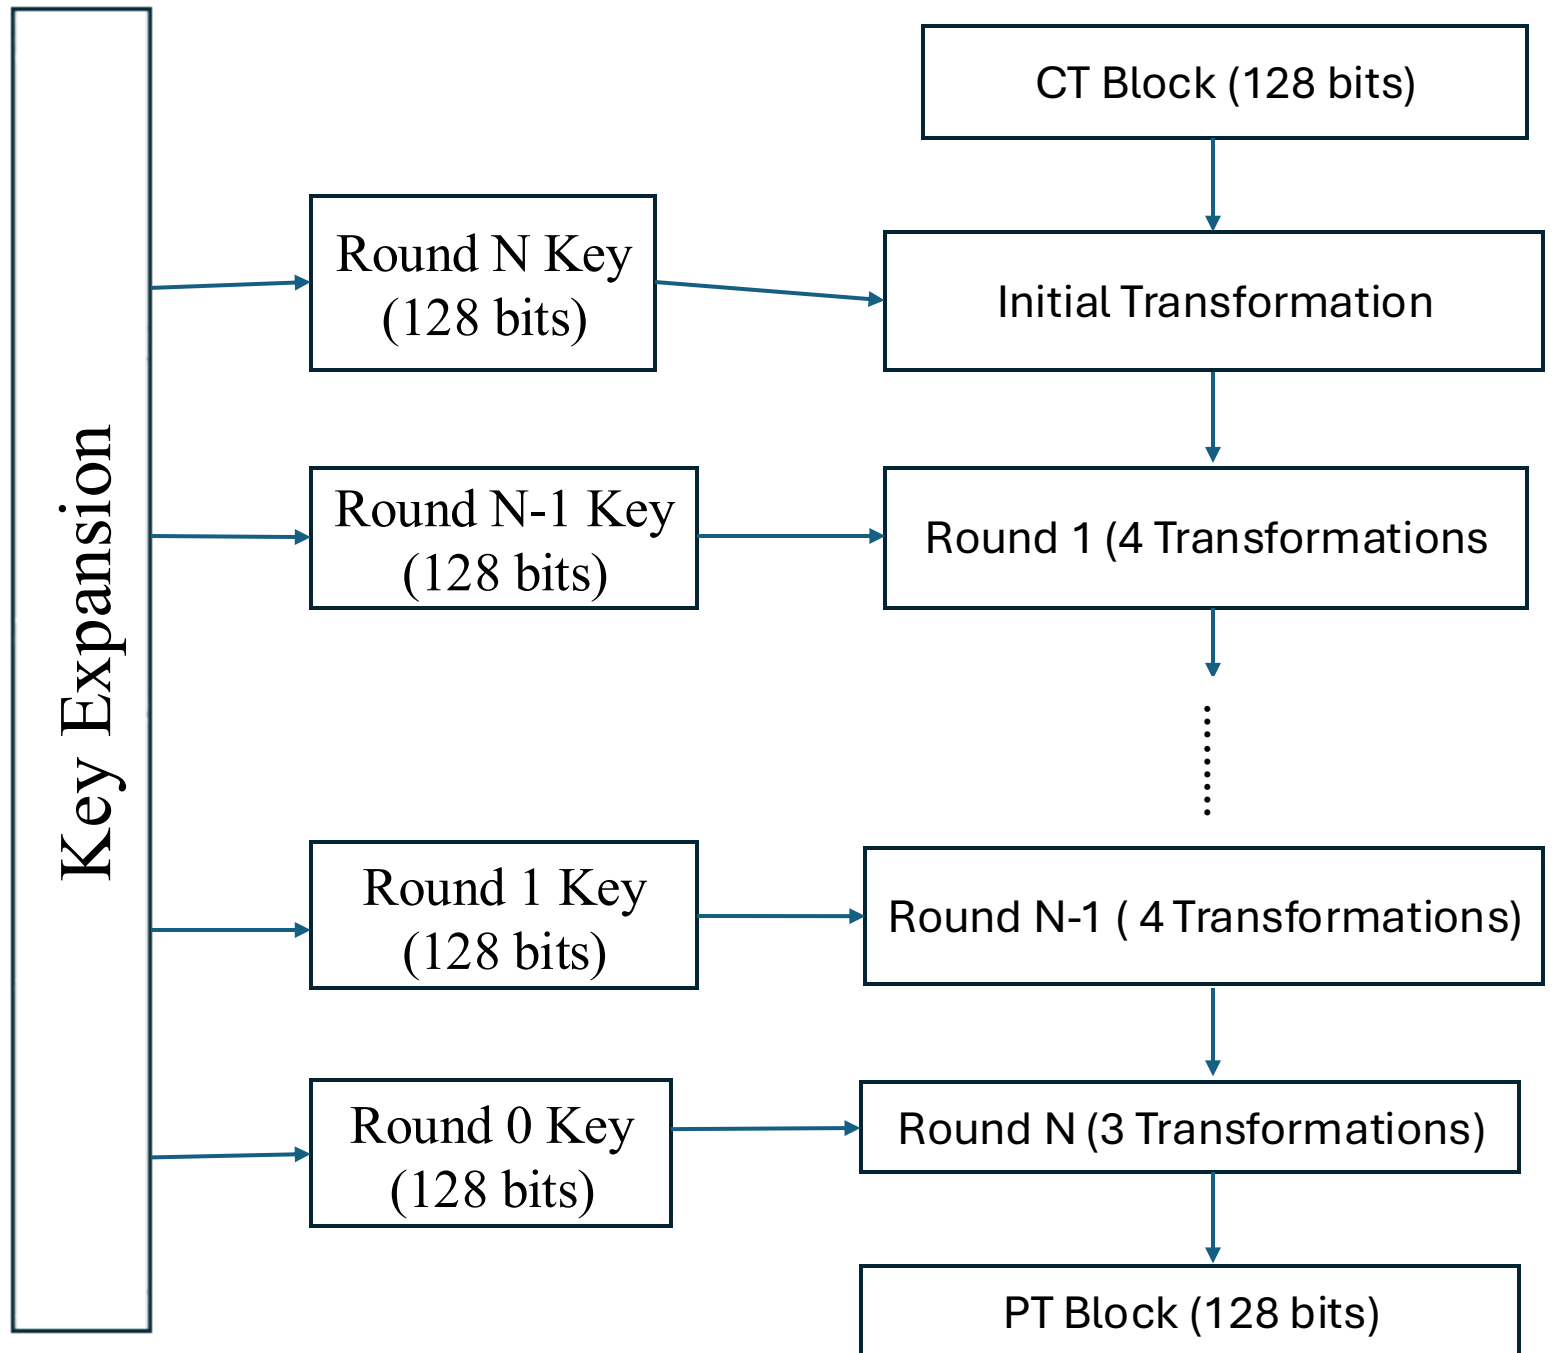 Key Expansion
CT Block (128 bits)
Round N Key
(128 bits)
Initial Transformation
Round N-1 Key
(128 bits)
Round 1 (4 Transformations
Round 1 Key
(128 bits)
Round N-1 ( 4 Transformations)
Round 0 Key
(128 bits)
Round N (3 Transformations)
PT Block (128 bits)